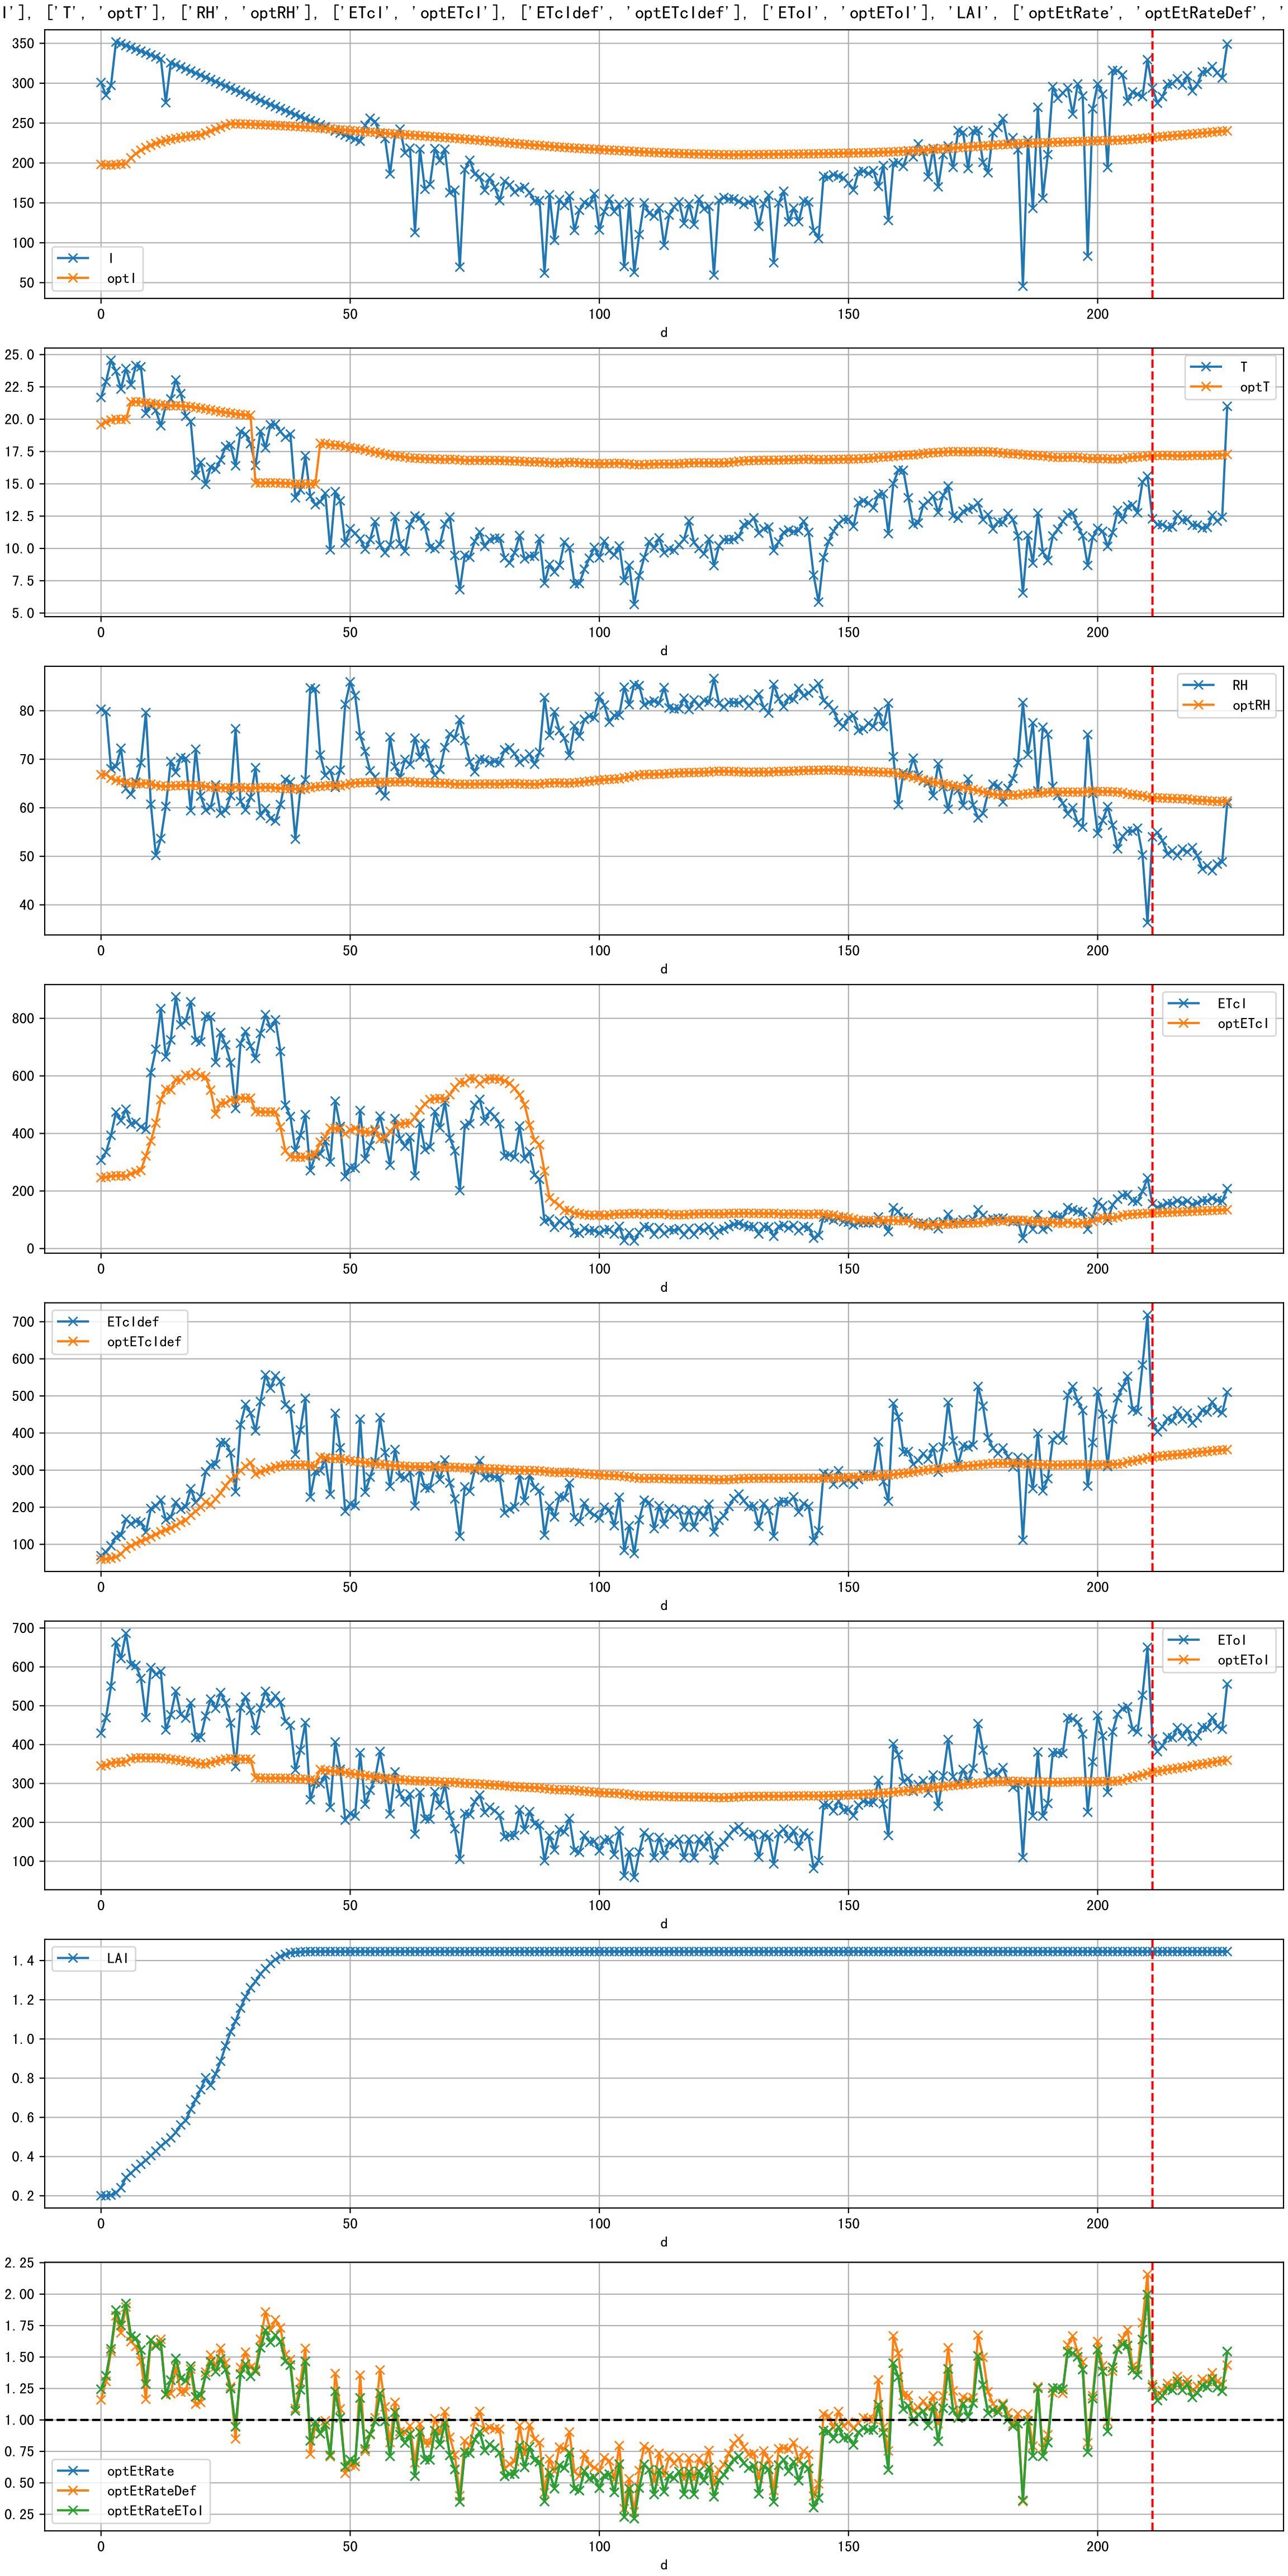 I'], ['T', 'optT'], ['RH', 'optRH'], ['ETcI', 'optETcI'], ['ETcIdef', 'optETcIdef'], ['EToI', 'optEToI'], 'LAI', ['optEtRate', 'optEtRateDef', '
350
300
250
200
150
100
50
I
optI
0 50 100 150 200
d
25.0
22.5
20.0
17.5
15.0
12.5
10.0
7.5
5.0
T
optT
0 50 100 150 200
d
80
70
60
50
40
RH
optRH
0 50 100 150 200
d
800
600
400
200
0
ETcI
optETcI
0 50 100 150 200
d
700
600
500
400
300
200
100
ETcIdef
optETcIdef
0 50 100 150 200
d
700
600
500
400
300
200
100
EToI
optEToI
0 50 100 150 200
d
1.4
1.2
1.0
0.8
0.6
0.4
0.2
LAI
0 50 100 150 200
d
2.25
2.00
1.75
1.50
1.25
1.00
0.75
0.50
0.25
optEtRate
optEtRateDef
optEtRateEToI
0 50 100 150 200
d